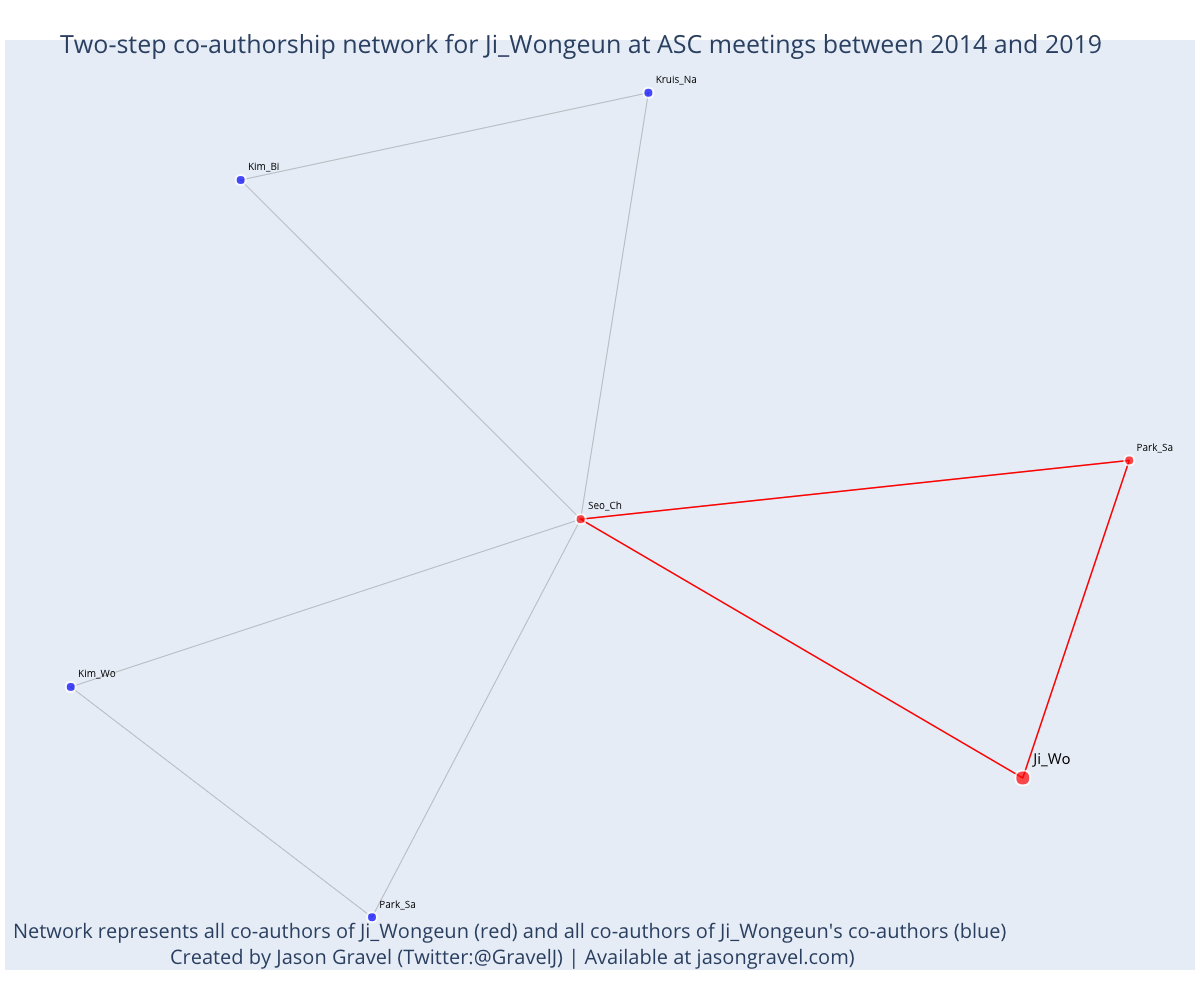 Two-step co-authorship network for Ji_Wongeun at ASC meetings between 2014 and 2019
Kruis_Na
Kim_Bi
Park_Sa
Seo_Ch
Kim_Wo
Ji_Wo
Park_Sa
Network represents all co-authors of Ji_Wongeun (red) and all co-authors of Ji_Wongeun's co-authors (blue)
Created by Jason Gravel (Twitter:@GravelJ) | Available at jasongravel.com)